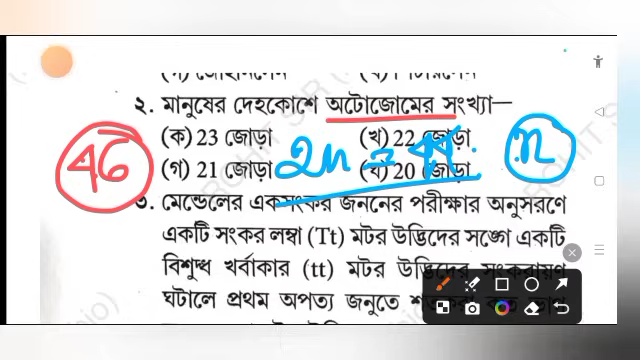 ২. মানুষের দেহকোশে অটোজোমের সংখ্যা—
(ক) 23 জোড়া (খ) 22 জোড়া
(গ) 21 জোড়া (ঘ) 20 জোড়া
46 2n = 44 n
৩. মেন্ডেলের একসংকর জননের পরীক্ষার অনুসরণে
একটি সংকর লম্বা (Tt) মটর উদ্ভিদের সঙ্গে একটি
বিশুদ্ধ খর্বাকার (tt) মটর উদ্ভিদের সংকরায়ণ
ঘটালে প্রথম অপত্য জনুতে